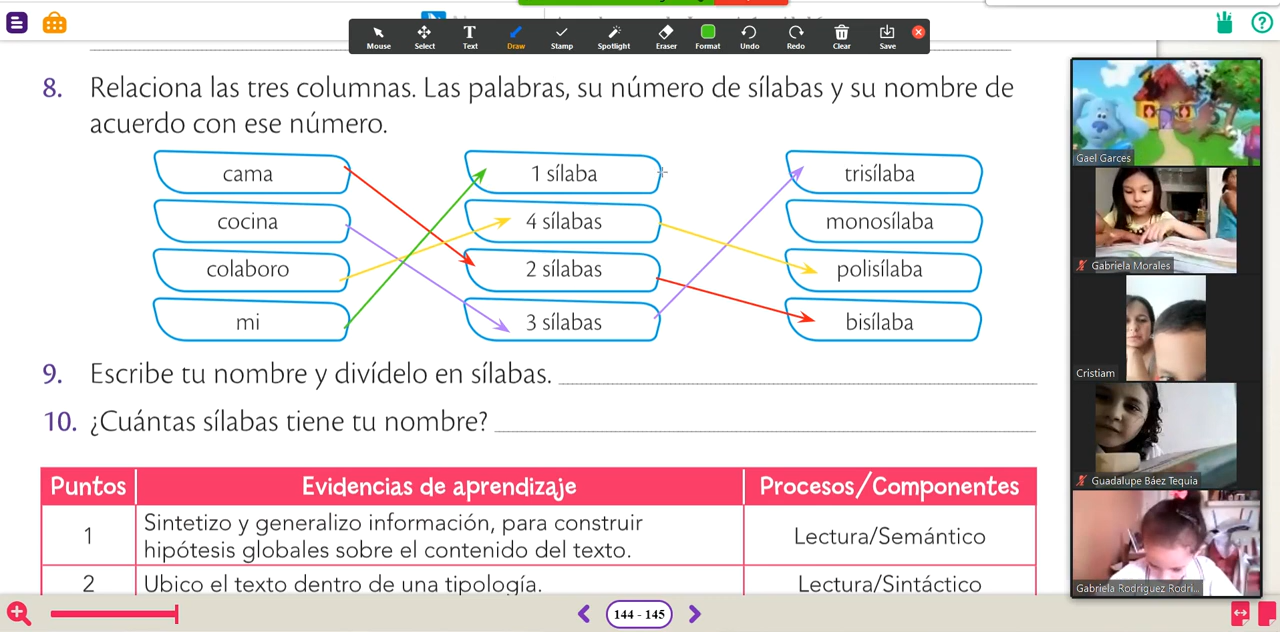 Mouse Select Text Draw Stamp Spotlight Eraser Format Undo Redo Clear Save
8. Relaciona las tres columnas. Las palabras, su número de sílabas y su nombre de
acuerdo con ese número.
cama 1 sílaba trisílaba
cocina 4 sílabas monosílaba
colaboro 2 sílabas polisílaba
mi 3 sílabas bisílaba
9. Escribe tu nombre y divídelo en sílabas.
10. ¿Cuántas sílabas tiene tu nombre?
Puntos Evidencias de aprendizaje Procesos/Componentes
1 Sintetizo y generalizo información, para construir
hipótesis globales sobre el contenido del texto. Lectura/Semántico
2 Ubico el texto dentro de una tipología. Lectura/Sintáctico
144 - 145
Gael Garces
Gabriela Morales
Cristiam
Guadalupe Báez Tequia
Gabriela Rodriguez Rodri...